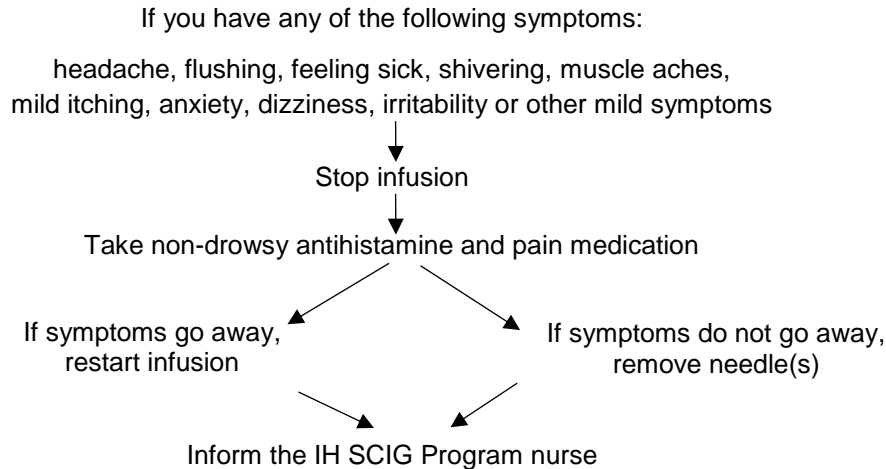 If you have any of the following symptoms:
headache, flushing, feeling sick, shivering, muscle aches,
mild itching, anxiety, dizziness, irritability or other mild symptoms
Stop infusion
Take non-drowsy antihistamine and pain medication
If symptoms go away,
restart infusion
If symptoms do not go away,
remove needle(s)
Inform the IH SCIG Program nurse